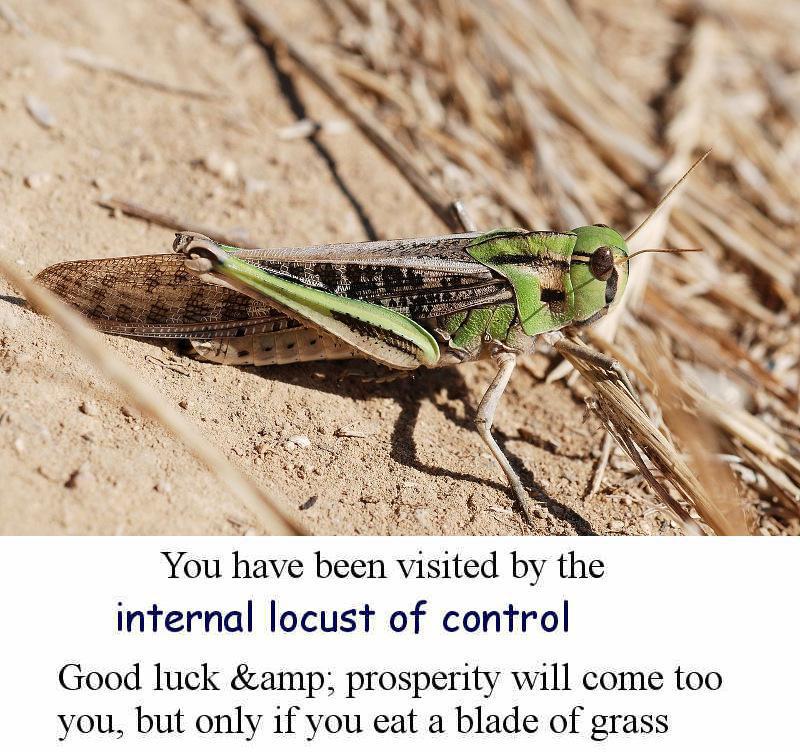 You have been visited by the
internal locust of control
Good luck &amp; prosperity will come too
you, but only if you eat a blade of grass